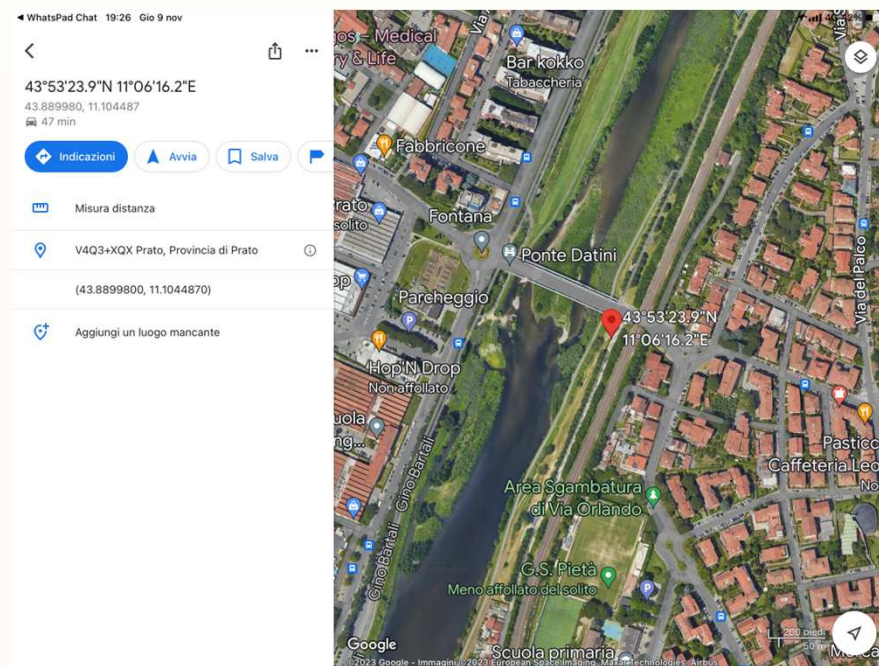 WhatsPad Chat 19:26 Gio 9 nov
43°53'23.9"N 11°06'16.2"E
43.889980, 11.104487
47 min
Indicazioni
Avvia
Salva
Misura distanza
V4Q3+XQX Prato, Provincia di Prato
(43.8899800, 11.1044870)
Aggiungi un luogo mancante
Medical
y & Life
Bar kokko
Tabaccheria
Fabbricone
Fontana
Ponte Datini
Parcheggio
43°53'23.9"N
11°06'16.2"E
Via del Palco
Hop'N Drop
Non affollato
Gino Bartali
Gino Bartali
Pasticc
Caffeteria Leo
No
Area Sgambatura
di Via Orlando
G.S. Pietà
Meno affollato del solito
Scuola primaria
200 piedi
50 m
Google
©2023 Google - Immagini ©2023 European Space Imaging, Maxar Technologies, Airbus